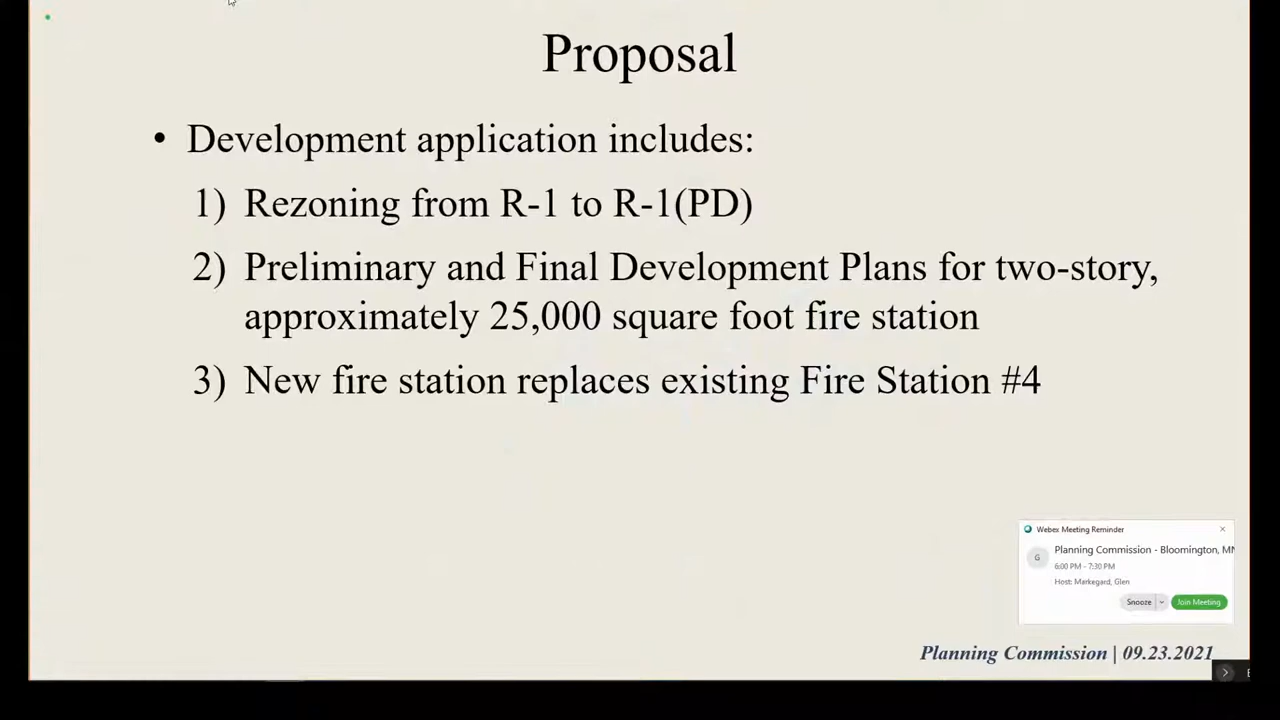 Proposal
• Development application includes:
1) Rezoning from R-1 to R-1(PD)
2) Preliminary and Final Development Plans for two-story,
approximately 25,000 square foot fire station
3) New fire station replaces existing Fire Station #4
Webex Meeting Reminder
G
Planning Commission - Bloomington, MN
6:00 PM - 7:30 PM
Host: Markegard, Glen
Snooze
Join Meeting
Planning Commission | 09.23.2021